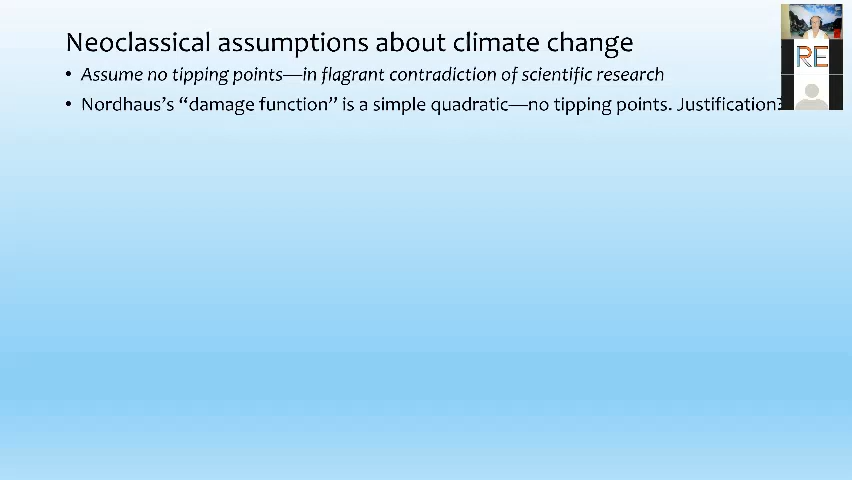 Neoclassical assumptions about climate change
• Assume no tipping points—in flagrant contradiction of scientific research
• Nordhaus's “damage function” is a simple quadratic—no tipping points. Justification?
RE